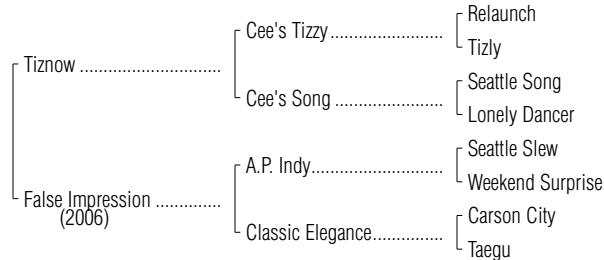 Relaunch
Cee's Tizzy......................
Tizly
Tiznow ............................
Seattle Song
Cee's Song .....................
Lonely Dancer
Seattle Slew
A.P. Indy..........................
Weekend Surprise
False Impression .............
(2006)
Carson City
Classic Elegance..............
Taegu